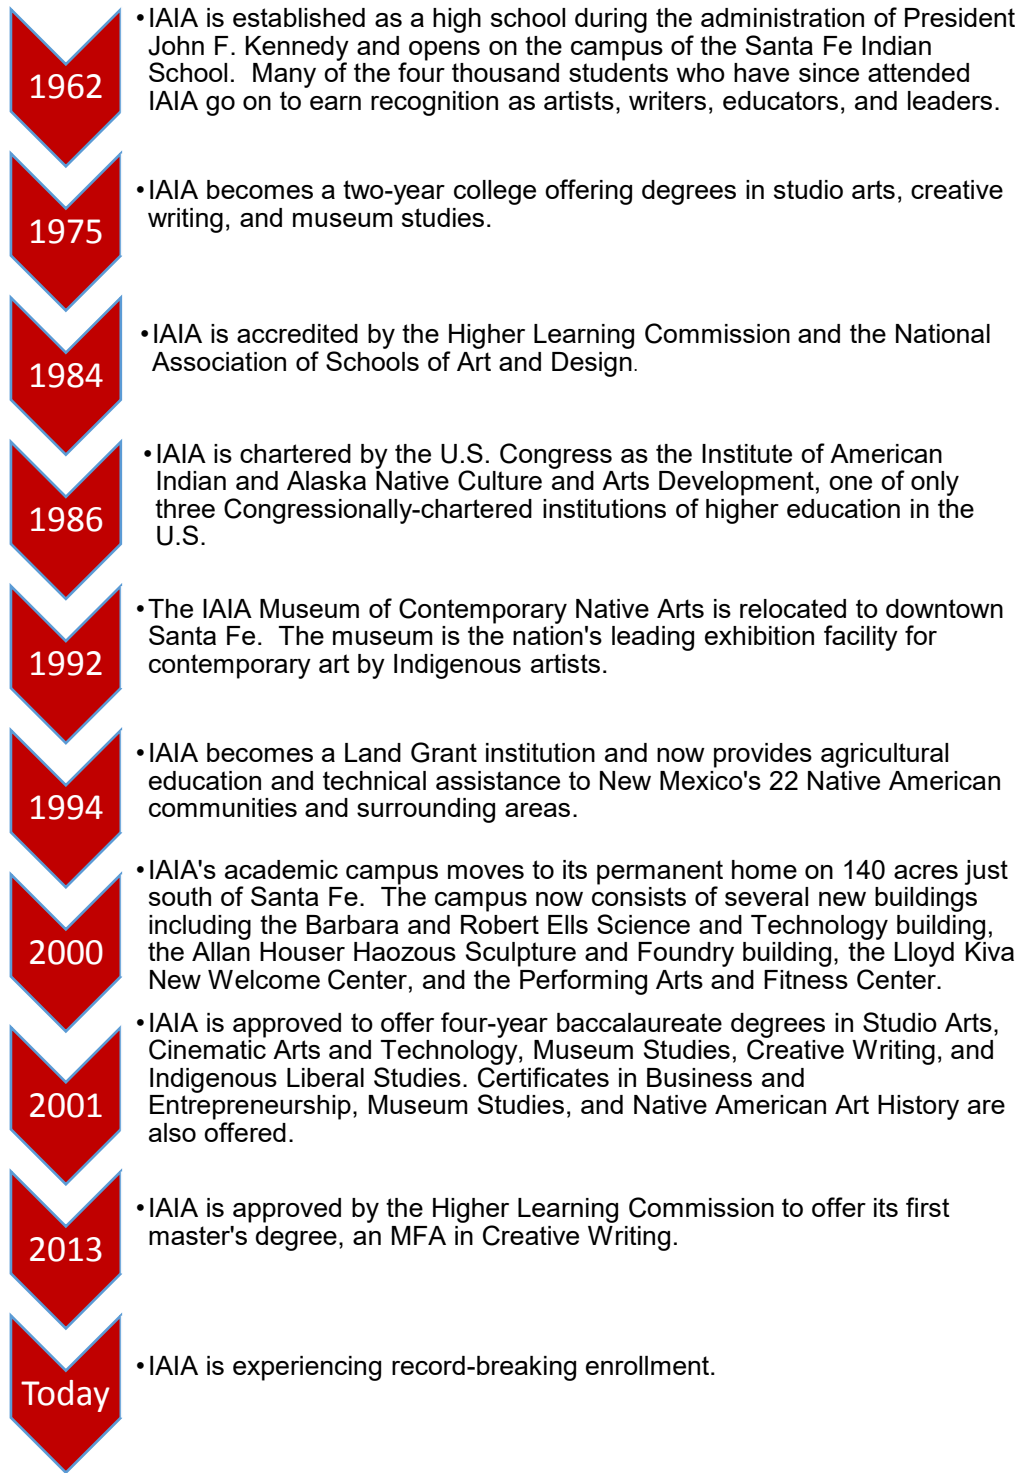 1962
•IAIA is established as a high school during the administration of President
John F. Kennedy and opens on the campus of the Santa Fe Indian
School.  Many of the four thousand students who have since attended
IAIA go on to earn recognition as artists, writers, educators, and leaders.
1975
•IAIA becomes a two-year college offering degrees in studio arts, creative
writing, and museum studies.
1984
•IAIA is accredited by the Higher Learning Commission and the National
Association of Schools of Art and Design.
1986
•IAIA is chartered by the U.S. Congress as the Institute of American
Indian and Alaska Native Culture and Arts Development, one of only
three Congressionally-chartered institutions of higher education in the
U.S.
1992
•The IAIA Museum of Contemporary Native Arts is relocated to downtown
Santa Fe.  The museum is the nation's leading exhibition facility for
contemporary art by Indigenous artists.
1994
•IAIA becomes a Land Grant institution and now provides agricultural
education and technical assistance to New Mexico's 22 Native American
communities and surrounding areas.
2000
•IAIA's academic campus moves to its permanent home on 140 acres just
south of Santa Fe.  The campus now consists of several new buildings
including the Barbara and Robert Ells Science and Technology building,
the Allan Houser Haozous Sculpture and Foundry building, the Lloyd Kiva
New Welcome Center, and the Performing Arts and Fitness Center.
2001
•IAIA is approved to offer four-year baccalaureate degrees in Studio Arts,
Cinematic Arts and Technology, Museum Studies, Creative Writing, and
Indigenous Liberal Studies. Certificates in Business and
Entrepreneurship, Museum Studies, and Native American Art History are
also offered.
2013
•IAIA is approved by the Higher Learning Commission to offer its first
master's degree, an MFA in Creative Writing.
Today
•IAIA is experiencing record-breaking enrollment.